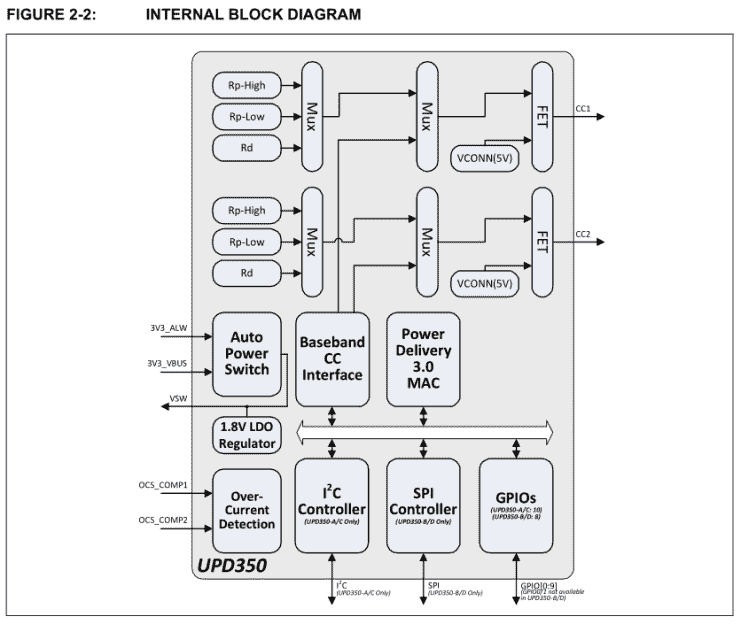 FIGURE 2-2: INTERNAL BLOCK DIAGRAM
Rp-High
Rp-Low
Rd
Mux
Mux
VCONN(5V)
FET
CC1
Rp-High
Rp-Low
Rd
Mux
Mux
VCONN(5V)
FET
CC2
3V3_ALW
3V3_VBUS
VSW
Auto
Power
Switch
1.8V LDO
Regulator
Baseband
CC
Interface
Power
Delivery
3.0
MAC
OCS_COMP1
OCS_COMP2
Over-
Current
Detection
I²C
Controller
(UPD350-A/C Only)
SPI
Controller
(UPD350-B/D Only)
GPIOs
(UPD350-A/C: 10)
(UPD350-B/D: 8)
UPD350
I²C
(UPD350-A/C Only)
SPI
(UPD350-B/D Only)
GPIO[0:9]
(GPIO0/1 not available
in UPD350-B/D)